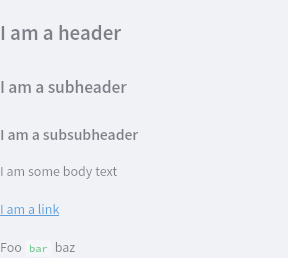 I am a header
I am a subheader
I am a subsubheader
I am some body text
I am a link
Foo bar baz